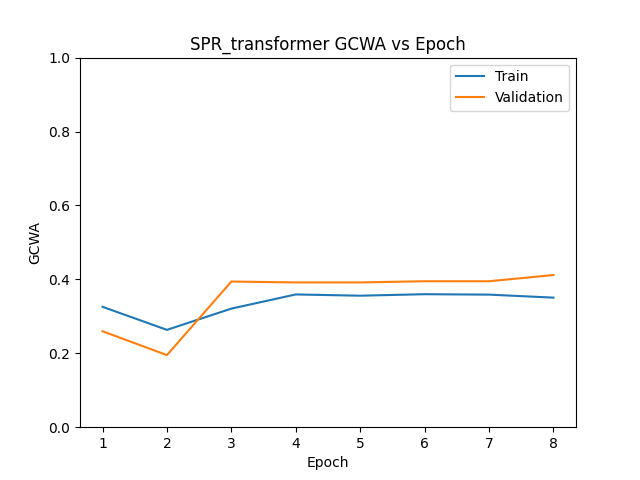 SPR_transformer GCWA vs Epoch
Train
Validation
GCWA
1.0
0.8
0.6
0.4
0.2
0.0
1 2 3 4 5 6 7 8
Epoch